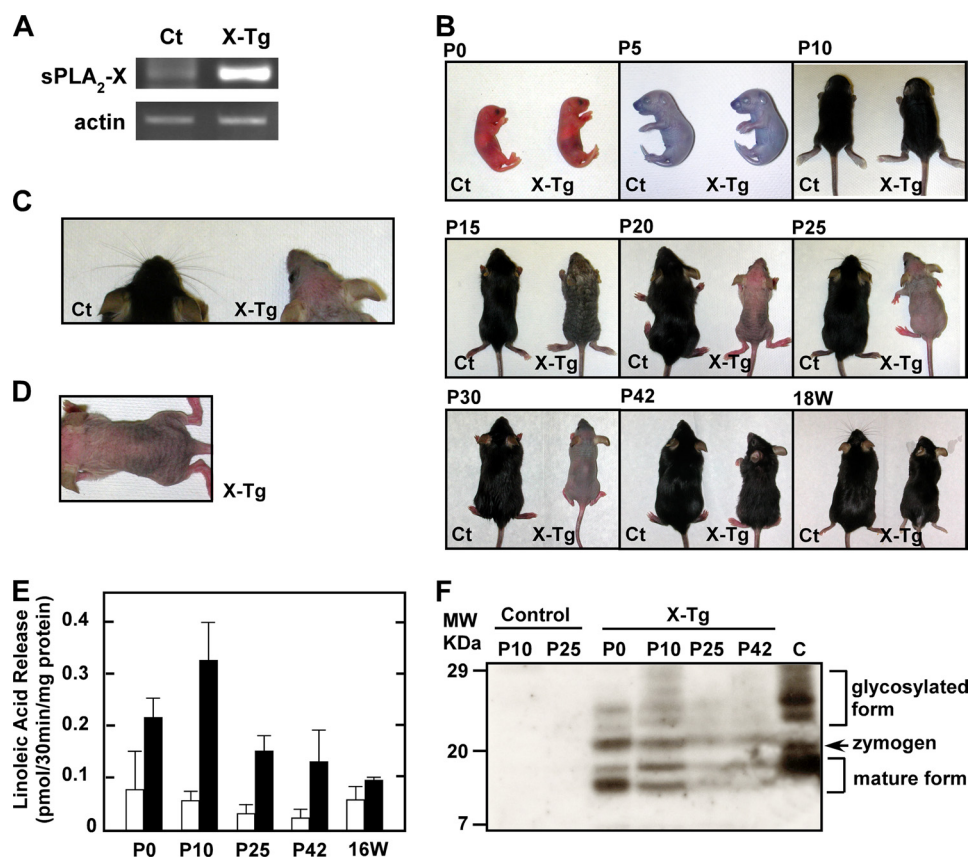 A
Ct X-Tg
sPLA2-X
actin
B
P0 P5 P10
Ct X-Tg Ct X-Tg Ct X-Tg
C
Ct X-Tg
P15 P20 P25
Ct X-Tg Ct X-Tg Ct X-Tg
D
X-Tg
P30 P42 18W
Ct X-Tg Ct X-Tg Ct X-Tg
E
Linoleic Acid Release
(pmol/30min/mg protein)
0.4
0.3
0.2
0.1
0
P0 P10 P25 P42 16W
F
MW
KDa
Control X-Tg
P10 P25 P0 P10 P25 P42 C
29
20
7
glycosylated
form
zymogen
mature form